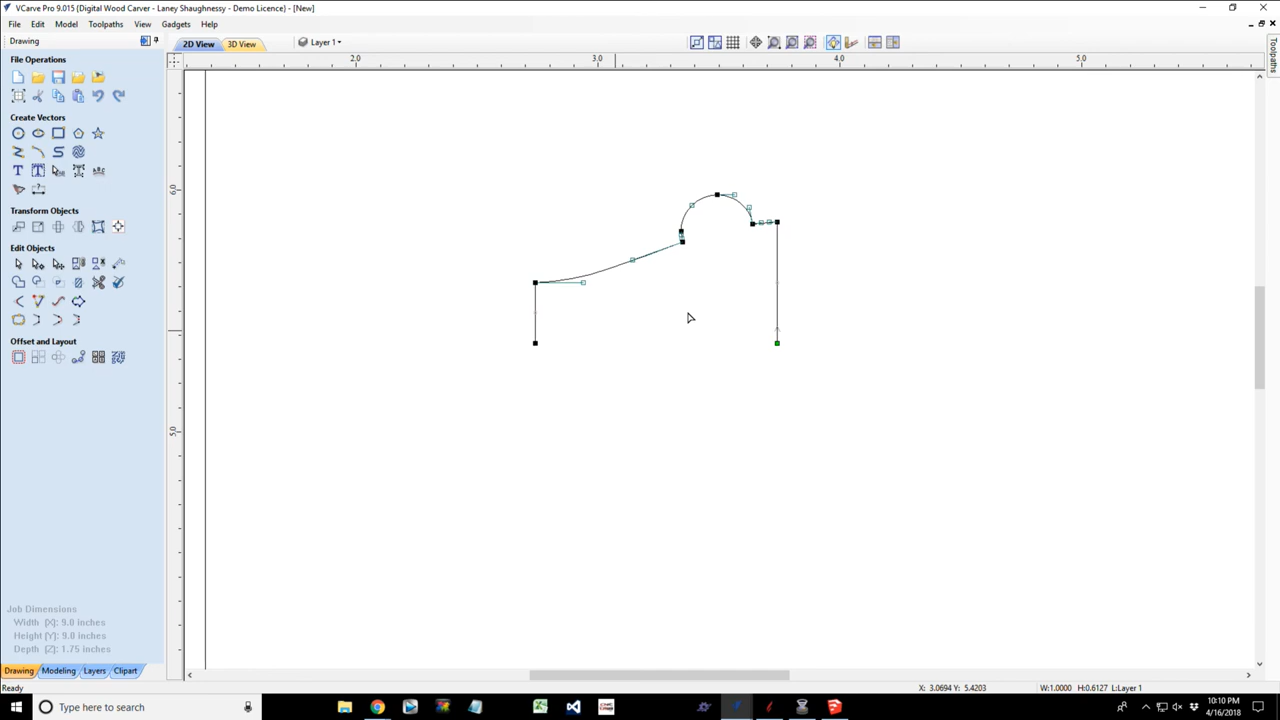 VCarve Pro 9.015 {Digital Wood Carver - Laney Shaughnessy - Demo Licence} - [New]
File Edit Model Toolpaths View Gadgets Help
Drawing
2D View 3D View Layer 1
File Operations
Create Vectors
Transform Objects
Edit Objects
Offset and Layout
2.0 3.0 4.0 5.0
6.0
5.0
Toolpaths
Job Dimensions
Width (X): 9.0 inches
Height (Y): 9.0 inches
Depth (Z): 1.75 inches
Drawing Modeling Layers Clipart
Ready X: 3.0694 Y: 5.4203 W:1.0000 H:0.6127 L:Layer 1
Type here to search
10:10 PM
4/16/2018